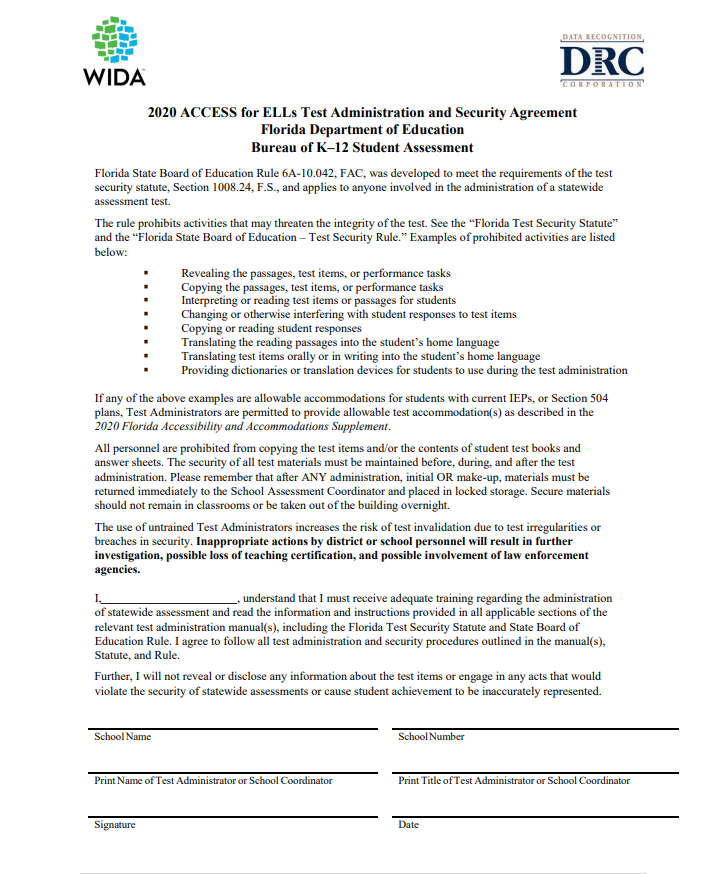 WIDA
DATA RECOGNITION
DRC
CORPORATION
2020 ACCESS for ELLs Test Administration and Security Agreement
Florida Department of Education
Bureau of K–12 Student Assessment
Florida State Board of Education Rule 6A-10.042, FAC, was developed to meet the requirements of the test
security statute, Section 1008.24, F.S., and applies to anyone involved in the administration of a statewide
assessment test.
The rule prohibits activities that may threaten the integrity of the test. See the “Florida Test Security Statute”
and the “Florida State Board of Education – Test Security Rule.” Examples of prohibited activities are listed
below:
▪ Revealing the passages, test items, or performance tasks
▪ Copying the passages, test items, or performance tasks
▪ Interpreting or reading test items or passages for students
▪ Changing or otherwise interfering with student responses to test items
▪ Copying or reading student responses
▪ Translating the reading passages into the student’s home language
▪ Translating test items orally or in writing into the student’s home language
▪ Providing dictionaries or translation devices for students to use during the test administration
If any of the above examples are allowable accommodations for students with current IEPs, or Section 504
plans, Test Administrators are permitted to provide allowable test accommodation(s) as described in the
2020 Florida Accessibility and Accommodations Supplement.
All personnel are prohibited from copying the test items and/or the contents of student test books and
answer sheets. The security of all test materials must be maintained before, during, and after the test
administration. Please remember that after ANY administration, initial OR make-up, materials must be
returned immediately to the School Assessment Coordinator and placed in locked storage. Secure materials
should not remain in classrooms or be taken out of the building overnight.
The use of untrained Test Administrators increases the risk of test invalidation due to test irregularities or
breaches in security. Inappropriate actions by district or school personnel will result in further
investigation, possible loss of teaching certification, and possible involvement of law enforcement
agencies.
I,________________________, understand that I must receive adequate training regarding the administration
of statewide assessment and read the information and instructions provided in all applicable sections of the
relevant test administration manual(s), including the Florida Test Security Statute and State Board of
Education Rule. I agree to follow all test administration and security procedures outlined in the manual(s),
Statute, and Rule.
Further, I will not reveal or disclose any information about the test items or engage in any acts that would
violate the security of statewide assessments or cause student achievement to be inaccurately represented.
School Name
School Number
Print Name of Test Administrator or School Coordinator
Print Title of Test Administrator or School Coordinator
Signature
Date